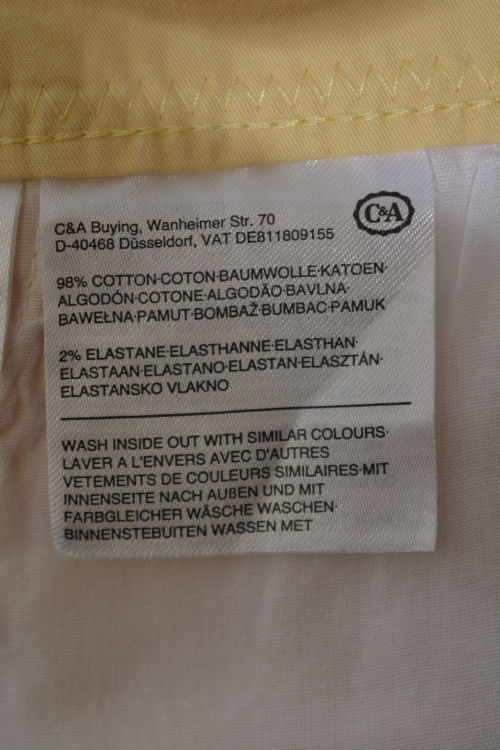 C&A Buying, Wanheimer Str. 70
D-40468 Düsseldorf, VAT DE811809155
C&A
98% COTTON·COTON·BAUMWOLLE·KATOEN·
ALGODÓN·COTONE·ALGODÃO·BAVLNA·
BAWEŁNA·PAMUT·BOMBAŽ·BUMBAC·PAMUK
2% ELASTANE·ELASTHANNE·ELASTHAN·
ELASTAAN·ELASTANO·ELASTAN·ELASZTÁN·
ELASTANSKO VLAKNO
WASH INSIDE OUT WITH SIMILAR COLOURS·
LAVER A L'ENVERS AVEC D'AUTRES
VETEMENTS DE COULEURS SIMILAIRES·MIT
INNENSEITE NACH AUßEN UND MIT
FARBGLEICHER WÄSCHE WASCHEN·
BINNENSTEBUITEN WASSEN MET